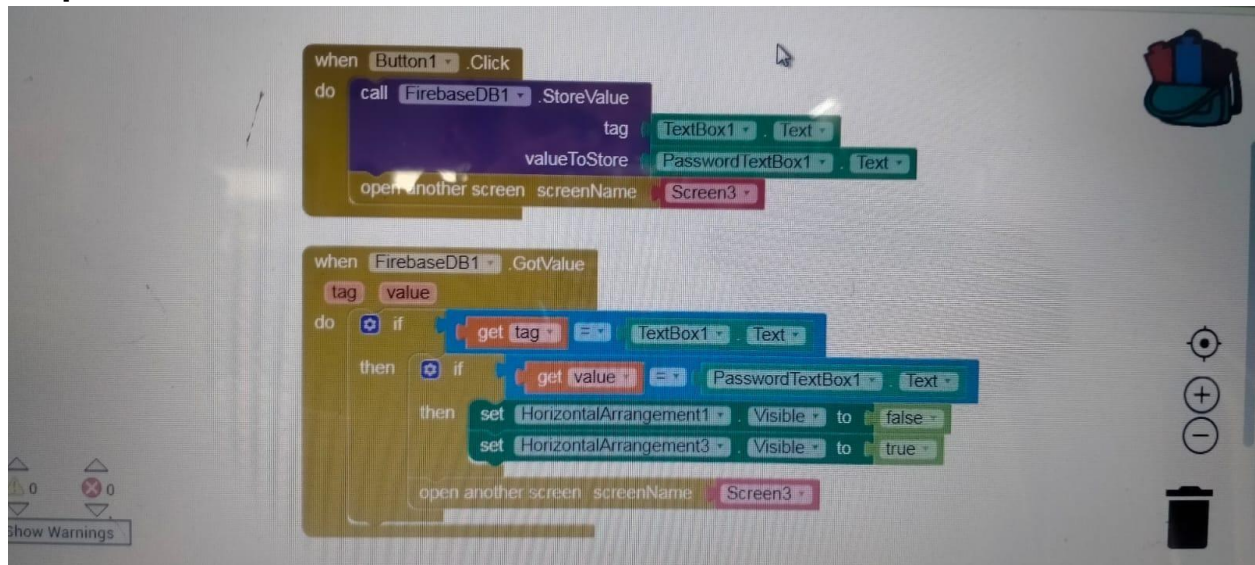 when Button1 .Click
do call FirebaseDB1 .StoreValue
tag TextBox1 . Text
valueToStore PasswordTextBox1 . Text
open another screen screenName Screen3
when FirebaseDB1 .GotValue
tag value
do if get tag = TextBox1 . Text
then if get value = PasswordTextBox1 . Text
then set HorizontalArrangement1 . Visible to false
set HorizontalArrangement3 . Visible to true
open another screen screenName Screen3
0 0
Show Warnings